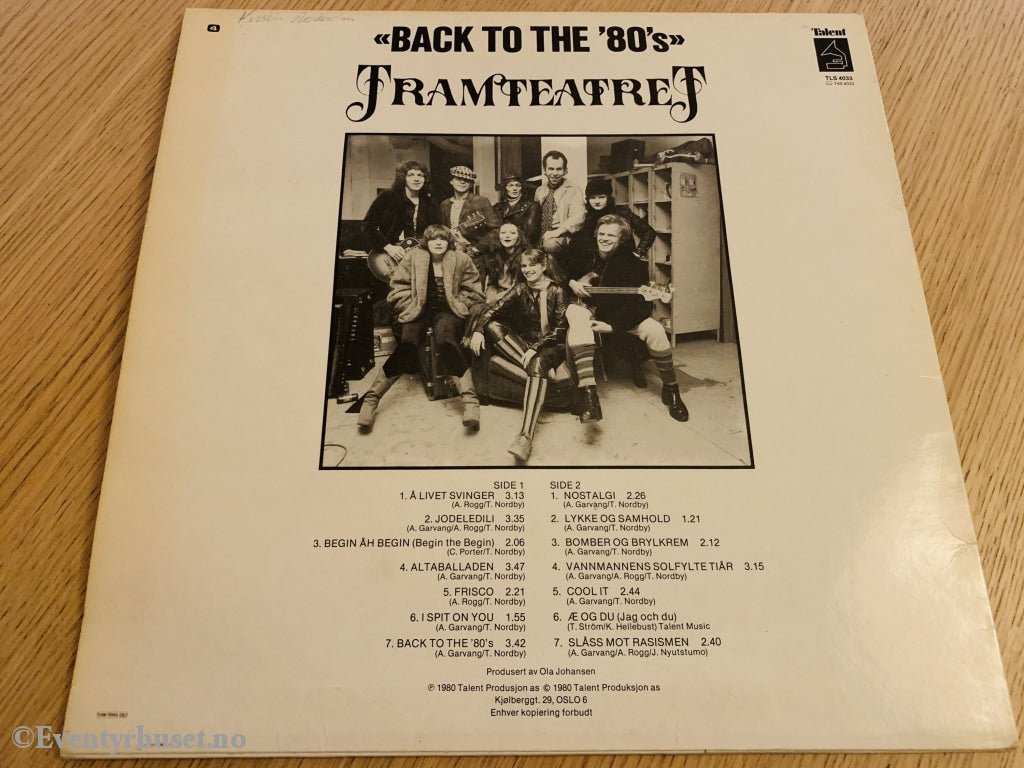 4
«BACK TO THE '80's»
TRAMTEATRET
Talent
TLS 4033
TKS 4033
SIDE 1
1. Å LIVET SVINGER 3.13
(A. Rogg/T. Nordby)
2. JODELEDILI 3.35
(A. Garvang/A. Rogg/T. Nordby)
3. BEGIN ÅH BEGIN (Begin the Begin) 2.06
(C. Porter/T. Nordby)
4. ALTABALLADEN 3.47
(A. Garvang/T. Nordby)
5. FRISCO 2.21
(A. Rogg/T. Nordby)
6. I SPIT ON YOU 1.55
(A. Garvang/T. Nordby)
7. BACK TO THE '80's 3.42
(A. Garvang/T. Nordby)
SIDE 2
1. NOSTALGI 2.26
(A. Garvang/T. Nordby)
2. LYKKE OG SAMHOLD 1.21
(A. Garvang/T. Nordby)
3. BOMBER OG BRYLKREM 2.12
(A. Garvang/T. Nordby)
4. VANNMANNENS SOLFYLTE TIÅR 3.15
(A. Garvang/A. Rogg/T. Nordby)
5. COOL IT 2.44
(A. Garvang/T. Nordby)
6. Æ OG DU (Jag och du)
(T. Ström/K. Hellebust) Talent Music
7. SLÅSS MOT RASISMEN 2.40
(A. Garvang/A. Rogg/J. Nyutstumo)
Produsert av Ola Johansen
℗ 1980 Talent Produsjon as © 1980 Talent Produksjon as
Kjølberggt. 29, OSLO 6
Enhver kopiering forbudt
©Eventyrhuset.no